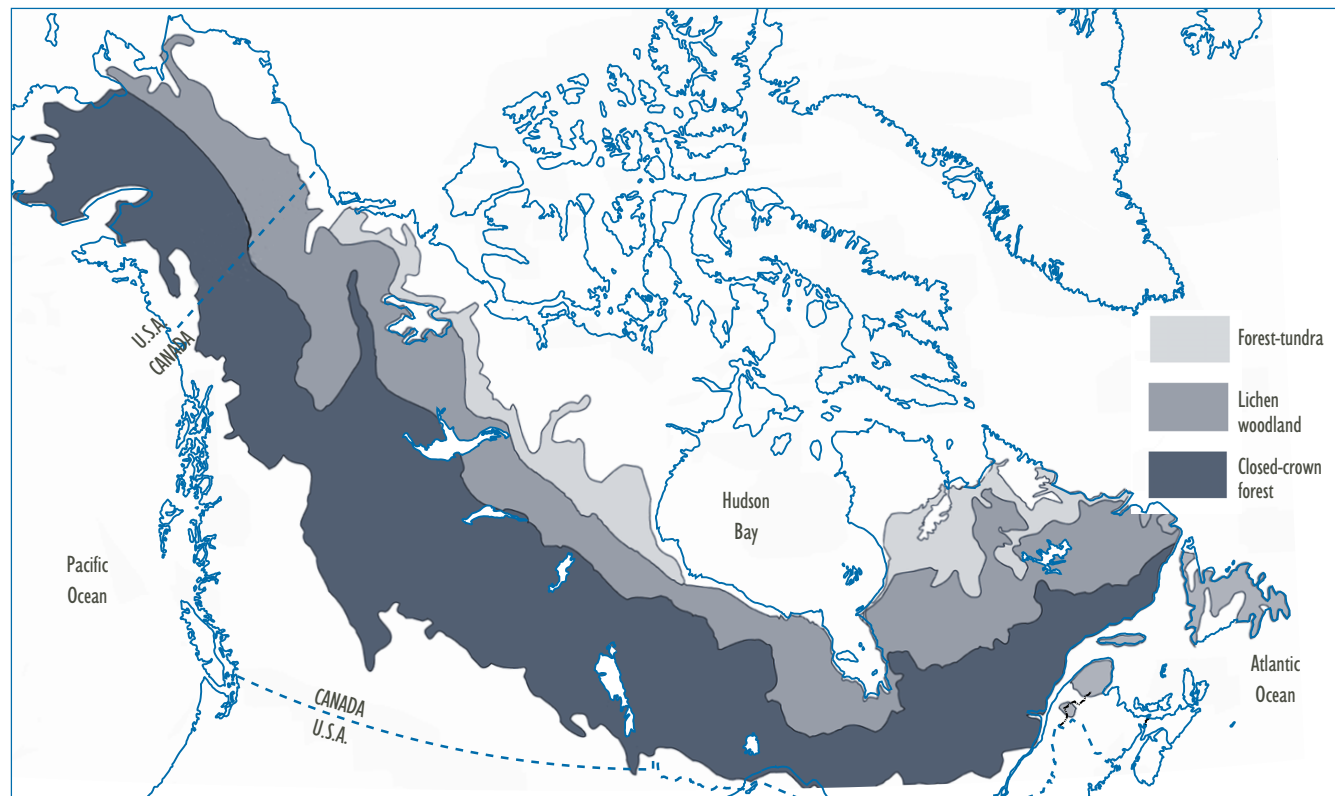 U.S.A.
CANADA
Forest-tundra
Lichen
woodland
Closed-crown
forest
Hudson
Bay
Pacific
Ocean
Atlantic
Ocean
CANADA
U.S.A.